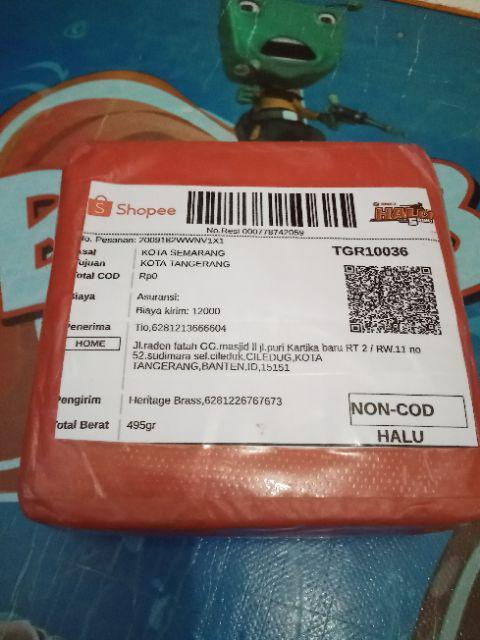 Shopee
HALU
No.Resi 000778742059
No. Pesanan: 2009182WWNV1X1
KOTA SEMARANG
TGR10036
Tujuan KOTA TANGERANG
Total COD Rp0
Biaya Asuransi:
Biaya kirim: 12000
Penerima Tio,6281213666604
HOME Jl.raden fatah GG.masjid II jl.puri Kartika baru RT 2 / RW.11 no
52.sudimara sel.ciledug,CILEDUG,KOTA
TANGERANG,BANTEN,ID,15151
Pengirim Heritage Brass,6281226767673
NON-COD
Total Berat 495gr
HALU